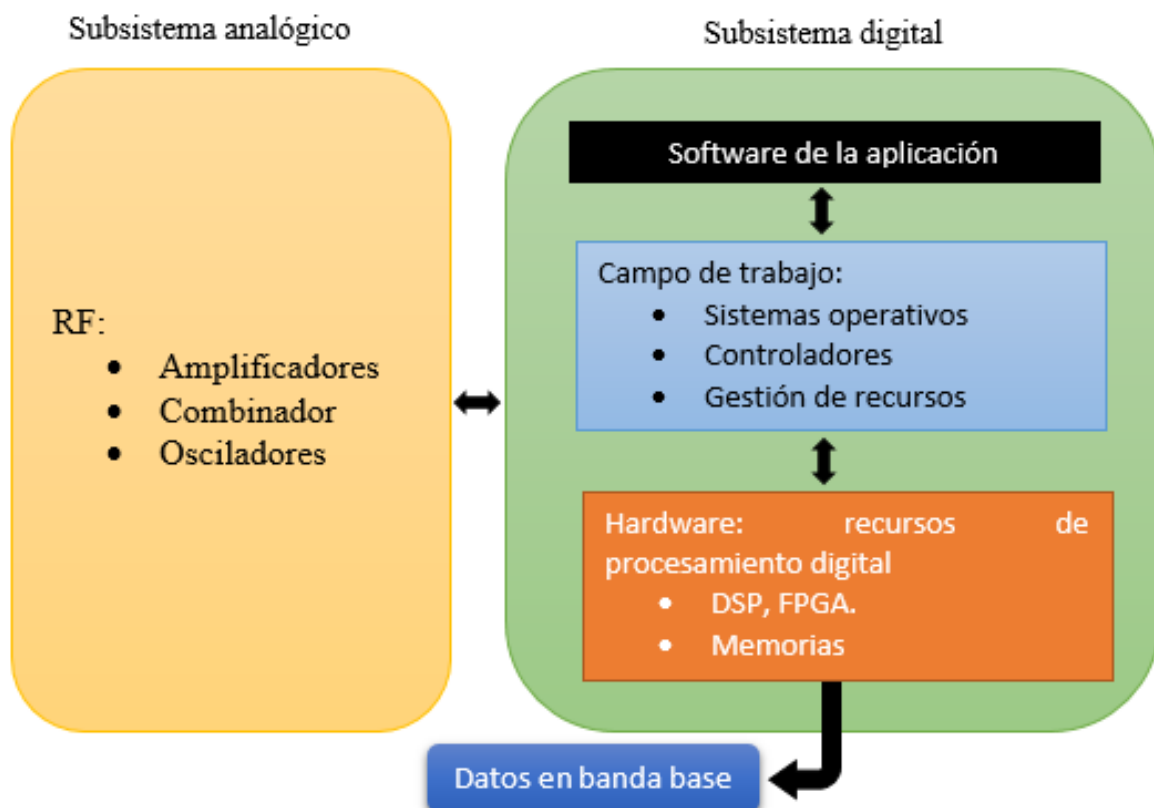 Subsistema analógico
Subsistema digital
RF:
• Amplificadores
• Combinador
• Osciladores
Software de la aplicación
Campo de trabajo:
• Sistemas operativos
• Controladores
• Gestión de recursos
Hardware: recursos de
procesamiento digital
• DSP, FPGA.
• Memorias
Datos en banda base